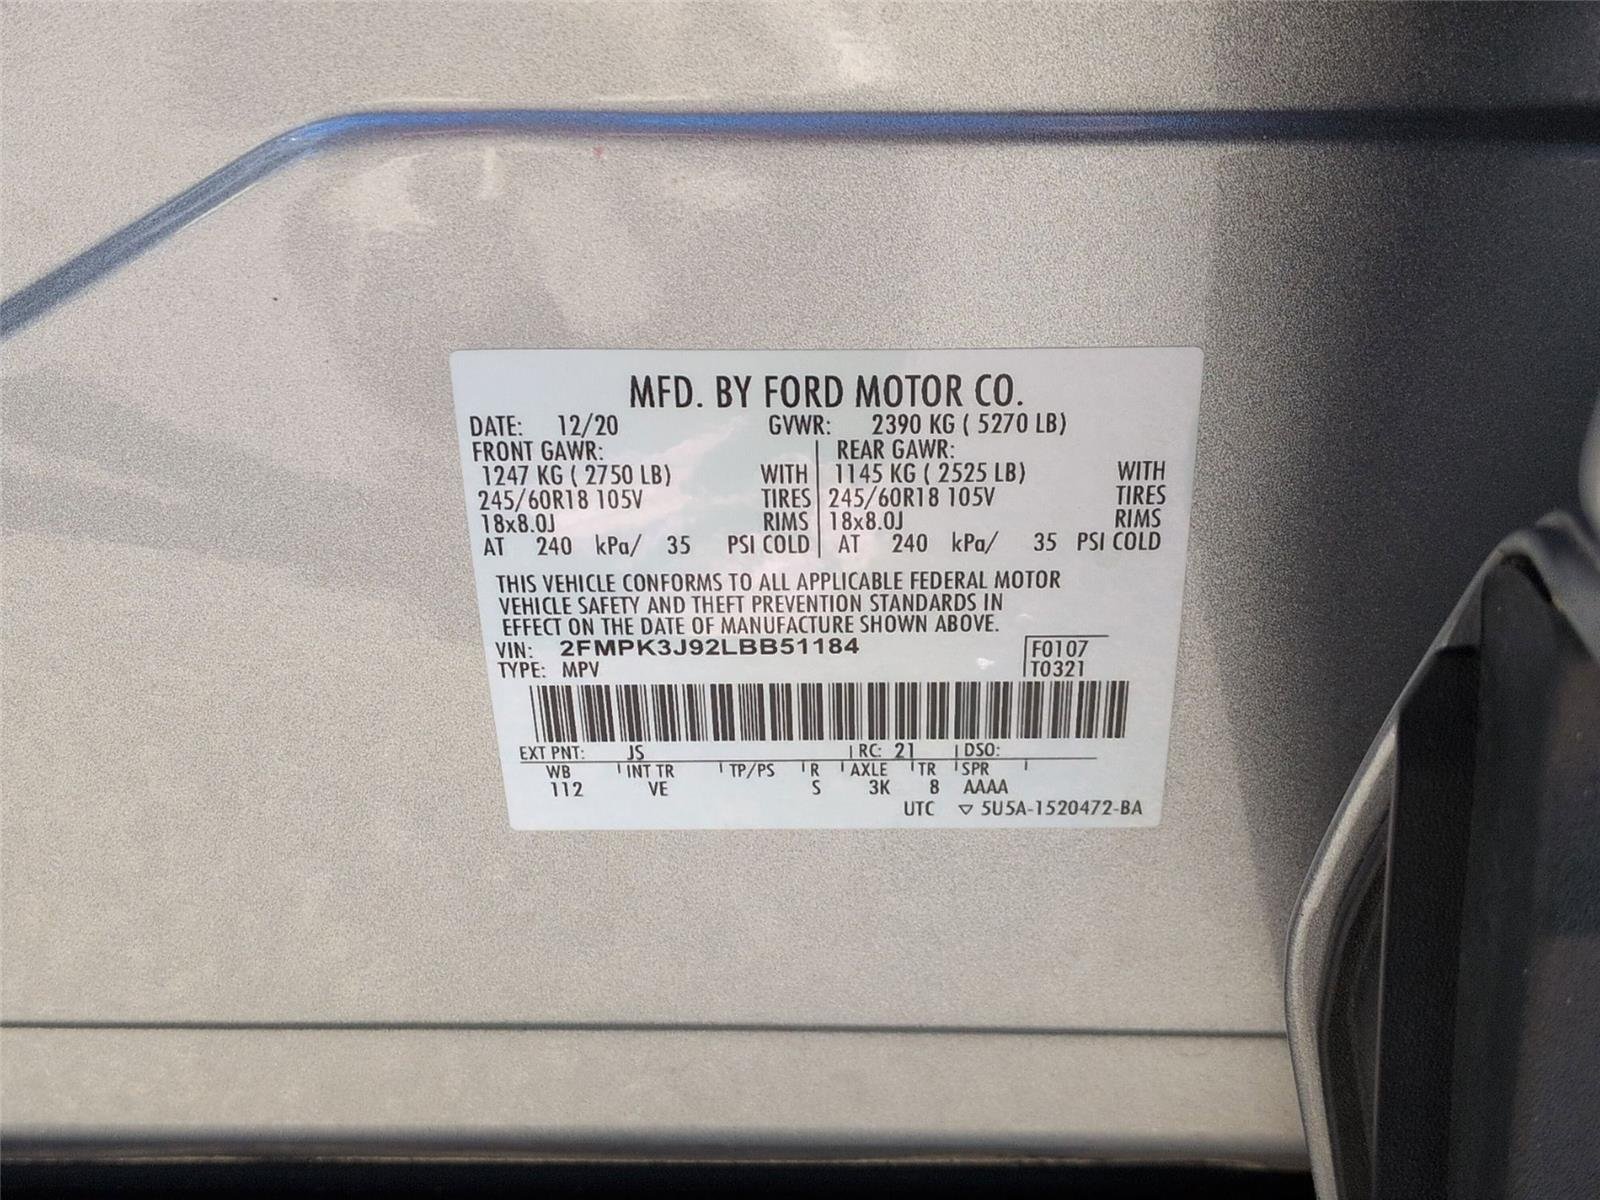 MFD. BY FORD MOTOR CO.
DATE: 12/20 GVWR: 2390 KG ( 5270 LB)
FRONT GAWR: REAR GAWR:
1247 KG ( 2750 LB) WITH 1145 KG ( 2525 LB) WITH
245/60R18 105V TIRES 245/60R18 105V TIRES
18x8.0J RIMS 18x8.0J RIMS
AT 240 kPa/ 35 PSI COLD AT 240 kPa/ 35 PSI COLD
THIS VEHICLE CONFORMS TO ALL APPLICABLE FEDERAL MOTOR
VEHICLE SAFETY AND THEFT PREVENTION STANDARDS IN
EFFECT ON THE DATE OF MANUFACTURE SHOWN ABOVE.
VIN: 2FMPK3J92LBB51184 F0107
TYPE: MPV T0321
EXT PNT: JS RC: 21 DSO:
WB INT TR TP/PS R AXLE TR SPR
112 VE S 3K 8 AAAA
UTC ▽ 5U5A-1520472-BA